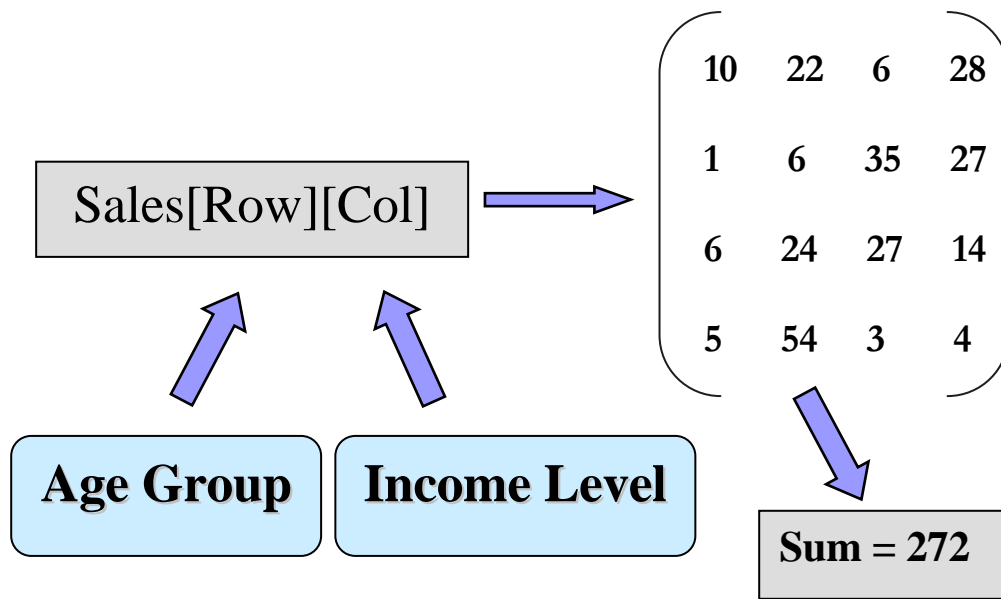 10 22 6 28
1 6 35 27
Sales[Row][Col]
6 24 27 14
5 54 3 4
Age Group
Income Level
Sum = 272